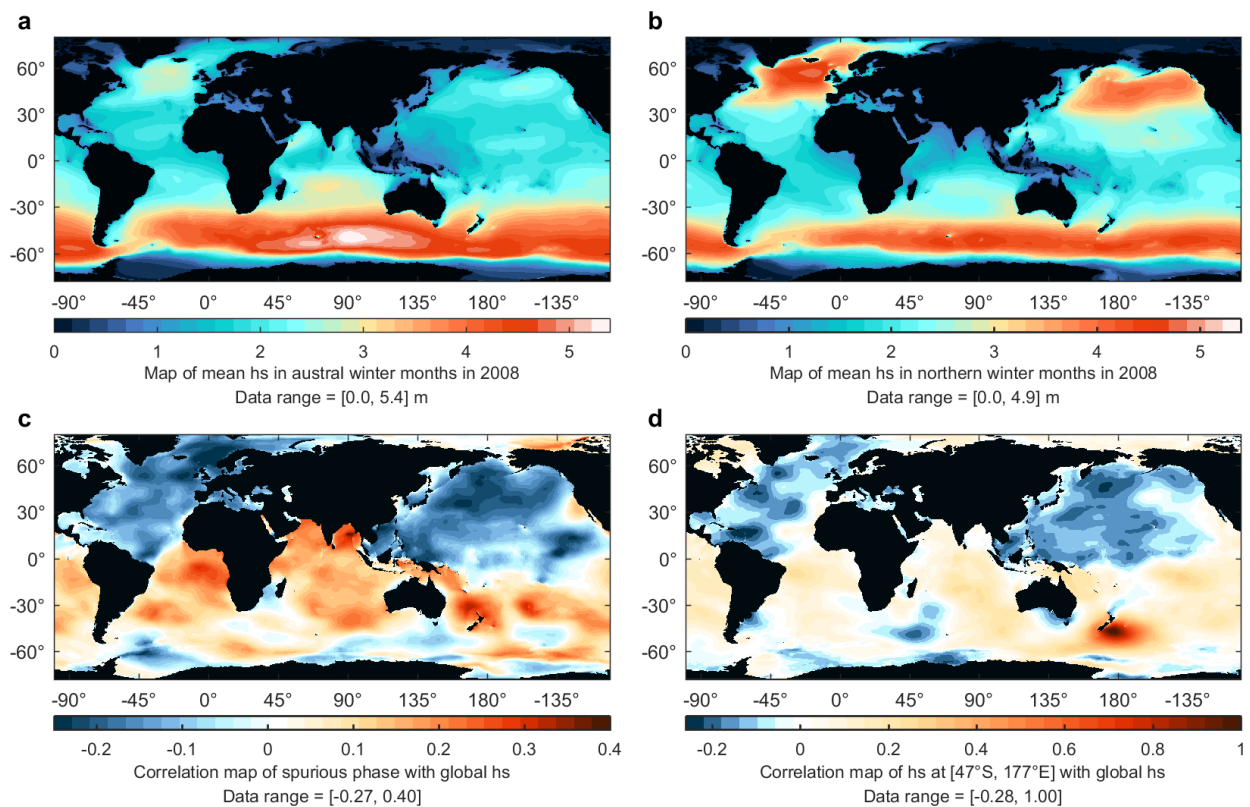 a
60°
30°
0°
-30°
-60°
-90° -45° 0° 45° 90° 135° 180° -135°
0 1 2 3 4 5
Map of mean hs in austral winter months in 2008
Data range = [0.0, 5.4] m
b
60°
30°
0°
-30°
-60°
-90° -45° 0° 45° 90° 135° 180° -135°
0 1 2 3 4 5
Map of mean hs in northern winter months in 2008
Data range = [0.0, 4.9] m
c
60°
30°
0°
-30°
-60°
-90° -45° 0° 45° 90° 135° 180° -135°
-0.2 -0.1 0 0.1 0.2 0.3 0.4
Correlation map of spurious phase with global hs
Data range = [-0.27, 0.40]
d
60°
30°
0°
-30°
-60°
-90° -45° 0° 45° 90° 135° 180° -135°
-0.2 0 0.2 0.4 0.6 0.8 1
Correlation map of hs at [47°S, 177°E] with global hs
Data range = [-0.28, 1.00]